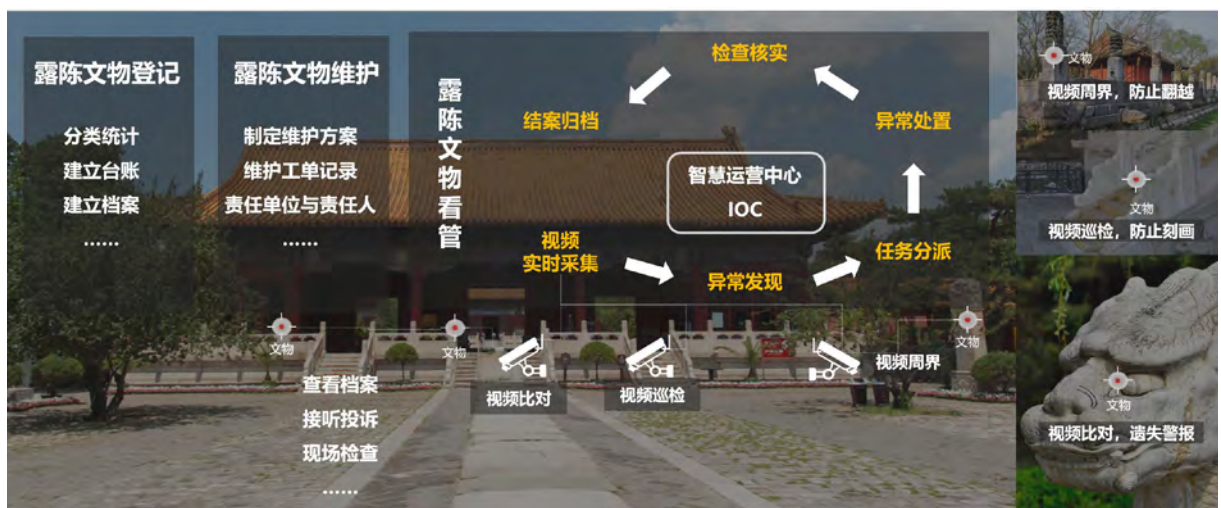 露陈文物登记
分类统计
建立台账
建立档案
......
露陈文物维护
制定维护方案
维护工单记录
责任单位与责任人
......
露陈文物看管
检查核实
结案归档
异常处置
智慧运营中心
IOC
视频
实时采集
异常发现
任务分派
文物
文物
文物
视频比对
视频巡检
视频周界
查看档案
接听投诉
现场检查
......
文物
视频周界，防止翻越
文物
视频巡检，防止刻画
文物
视频比对，遗失警报